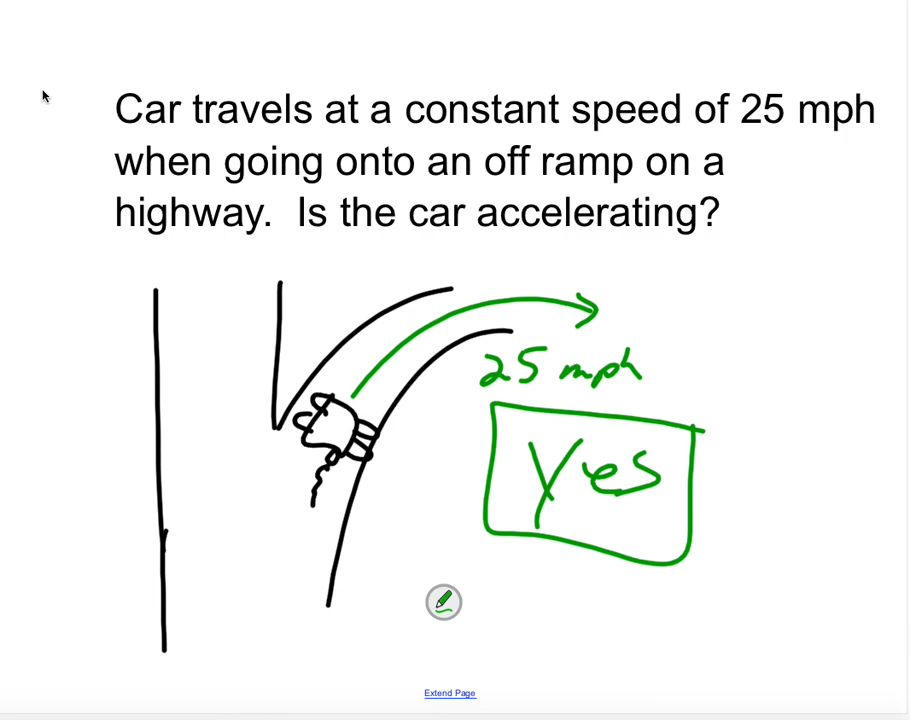 Car travels at a constant speed of 25 mph
when going onto an off ramp on a
highway.  Is the car accelerating?
25 mph
Yes
Extend Page